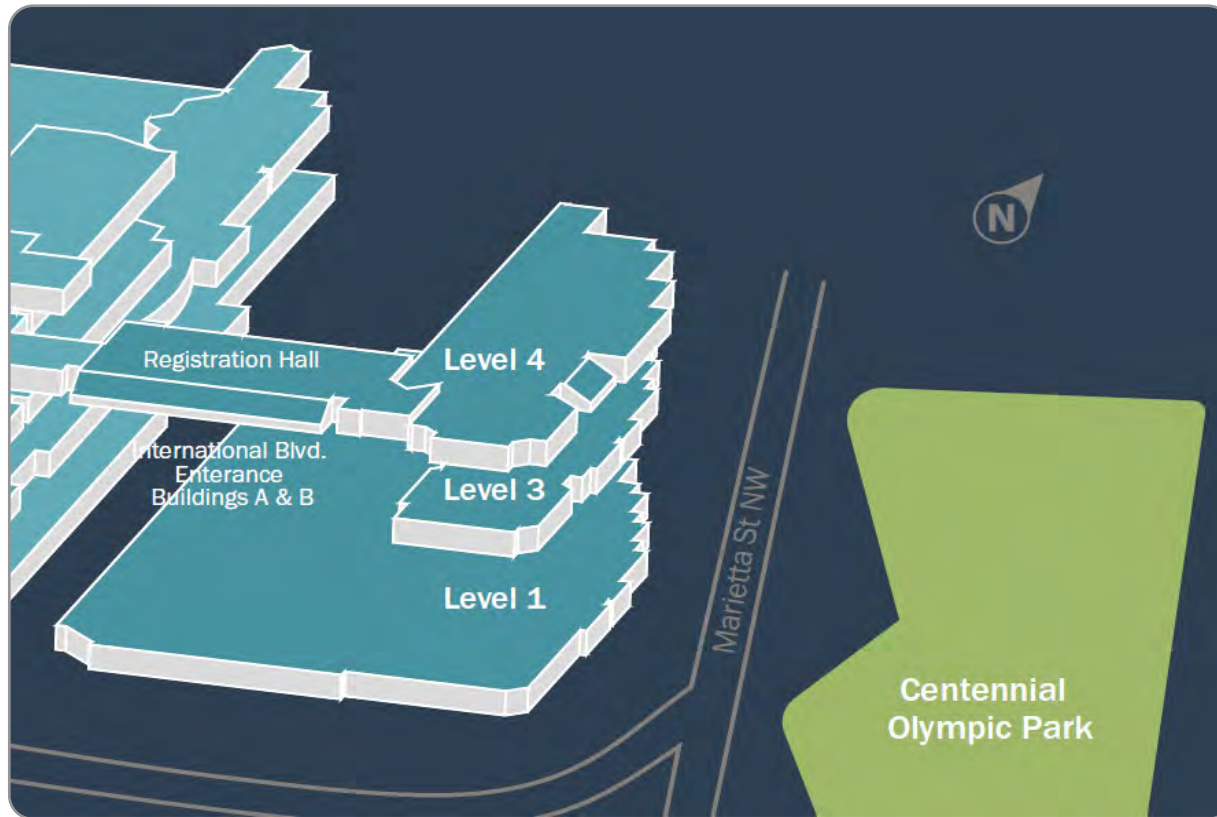 N
Registration Hall
Level 4
International Blvd.
Enterance
Buildings A & B
Level 3
Level 1
Marietta St NW
Centennial
Olympic Park